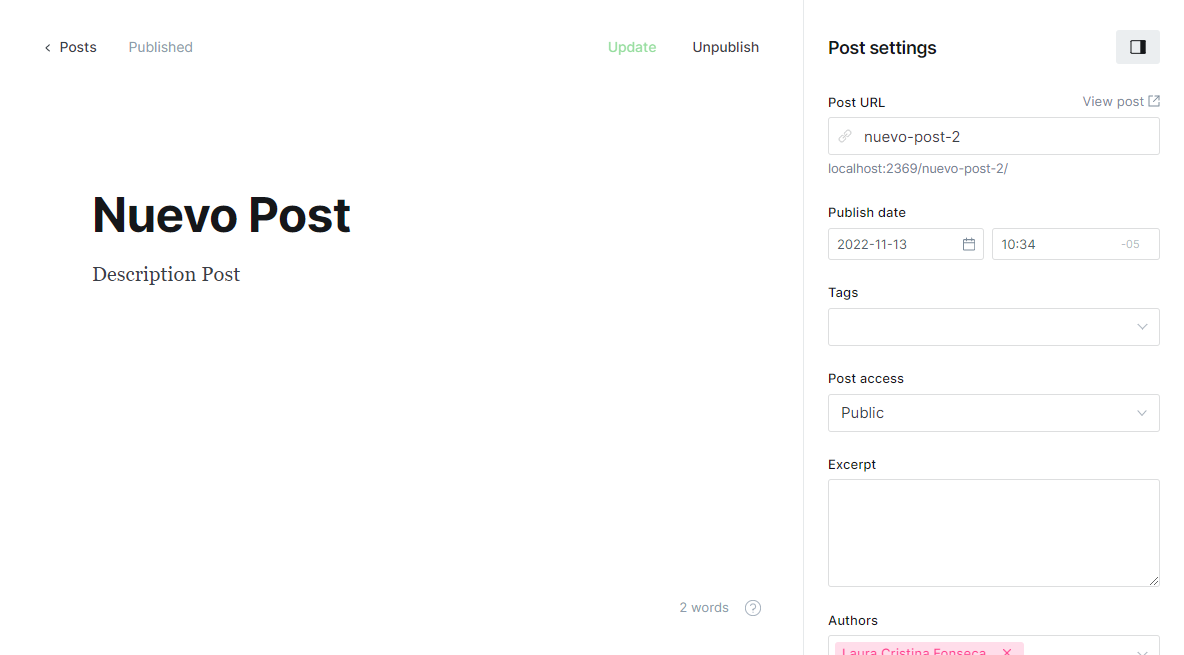 Posts
Published
Update
Unpublish
Nuevo Post
Description Post
2 words
Post settings
Post URL
View post
nuevo-post-2
localhost:2369/nuevo-post-2/
Publish date
2022-11-13
10:34
-05
Tags
Post access
Public
Excerpt
Authors
Laura Cristina Fonseca